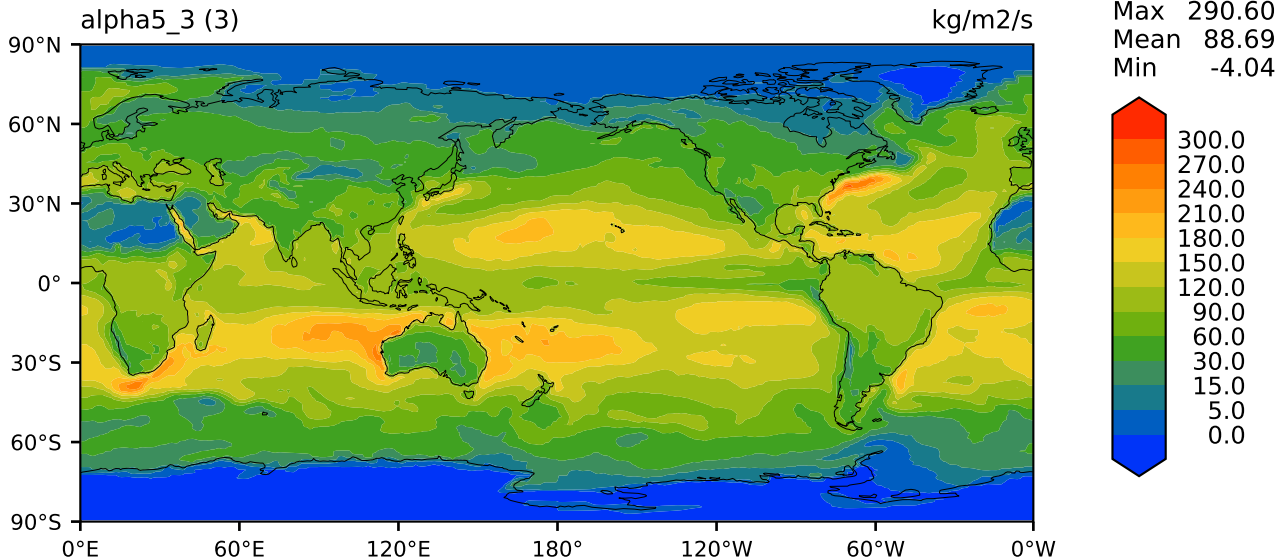 alpha5_3 (3)
kg/m2/s
Max 290.60
Mean 88.69
Min -4.04
90°N
60°N
30°N
0°
30°S
60°S
90°S
0°E
60°E
120°E
180°
120°W
60°W
0°W
300.0
270.0
240.0
210.0
180.0
150.0
120.0
90.0
60.0
30.0
15.0
5.0
0.0